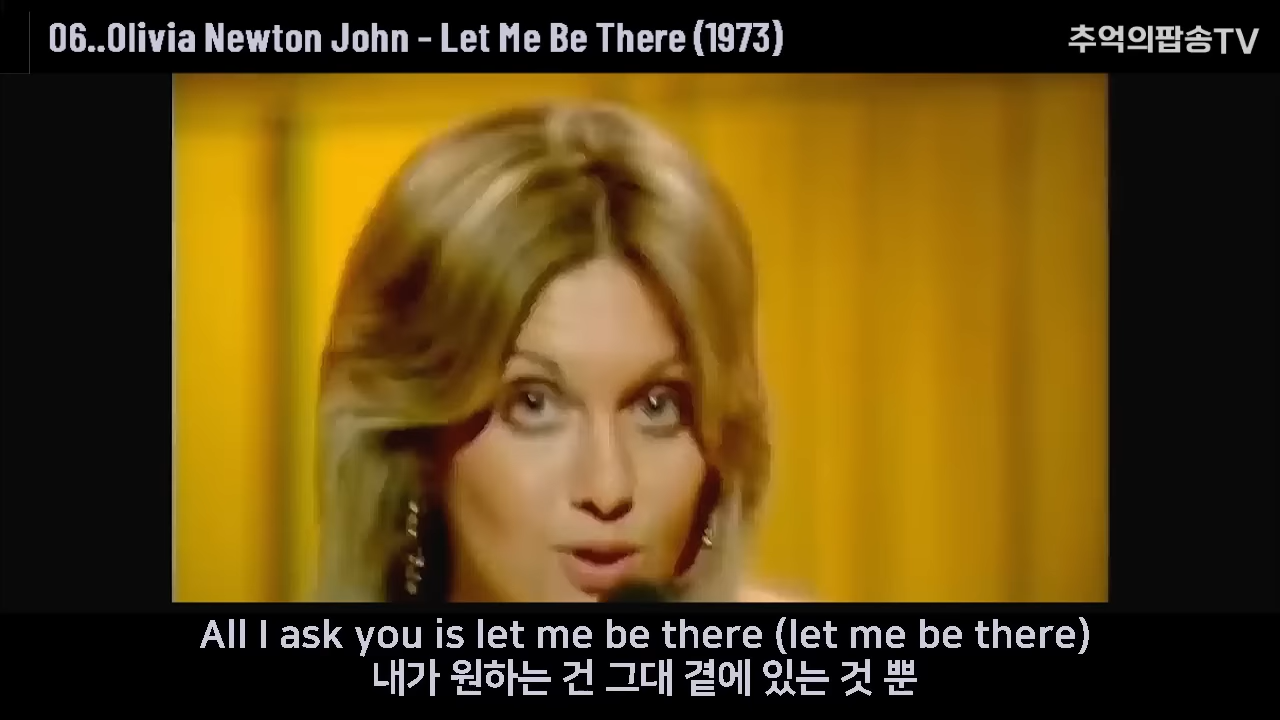 06..Olivia Newton John - Let Me Be There (1973)
추억의팝송TV
All I ask you is let me be there (let me be there)
내가 원하는 건 그대 곁에 있는 것 뿐